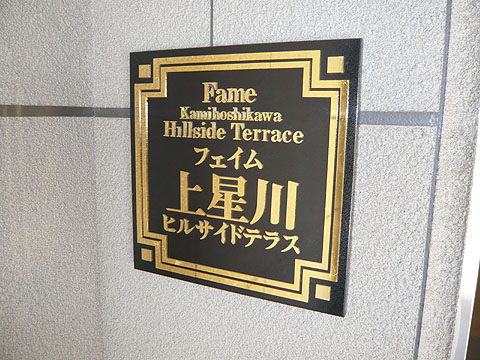 Fame
Kamihoshikawa
Hillside Terrace
フェイム
上星川
ヒルサイドテラス